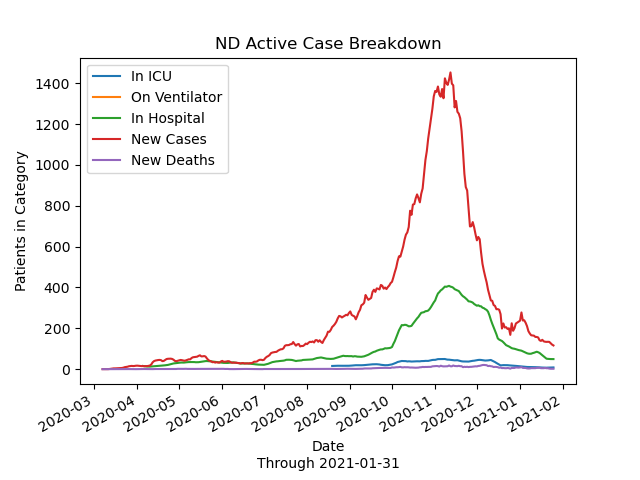 ND Active Case Breakdown
In ICU
On Ventilator
In Hospital
New Cases
New Deaths
Patients in Category
1400
1200
1000
800
600
400
200
0
2020-03
2020-04
2020-05
2020-06
2020-07
2020-08
2020-09
2020-10
2020-11
2020-12
2021-01
2021-02
Date
Through 2021-01-31